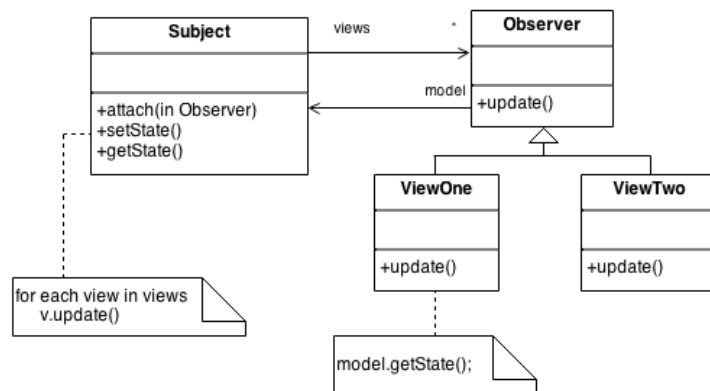 Subject
+attach(in Observer)
+setState()
+getState()
views
*
model
Observer
+update()
ViewOne
+update()
ViewTwo
+update()
for each view in views
v.update()
model.getState();